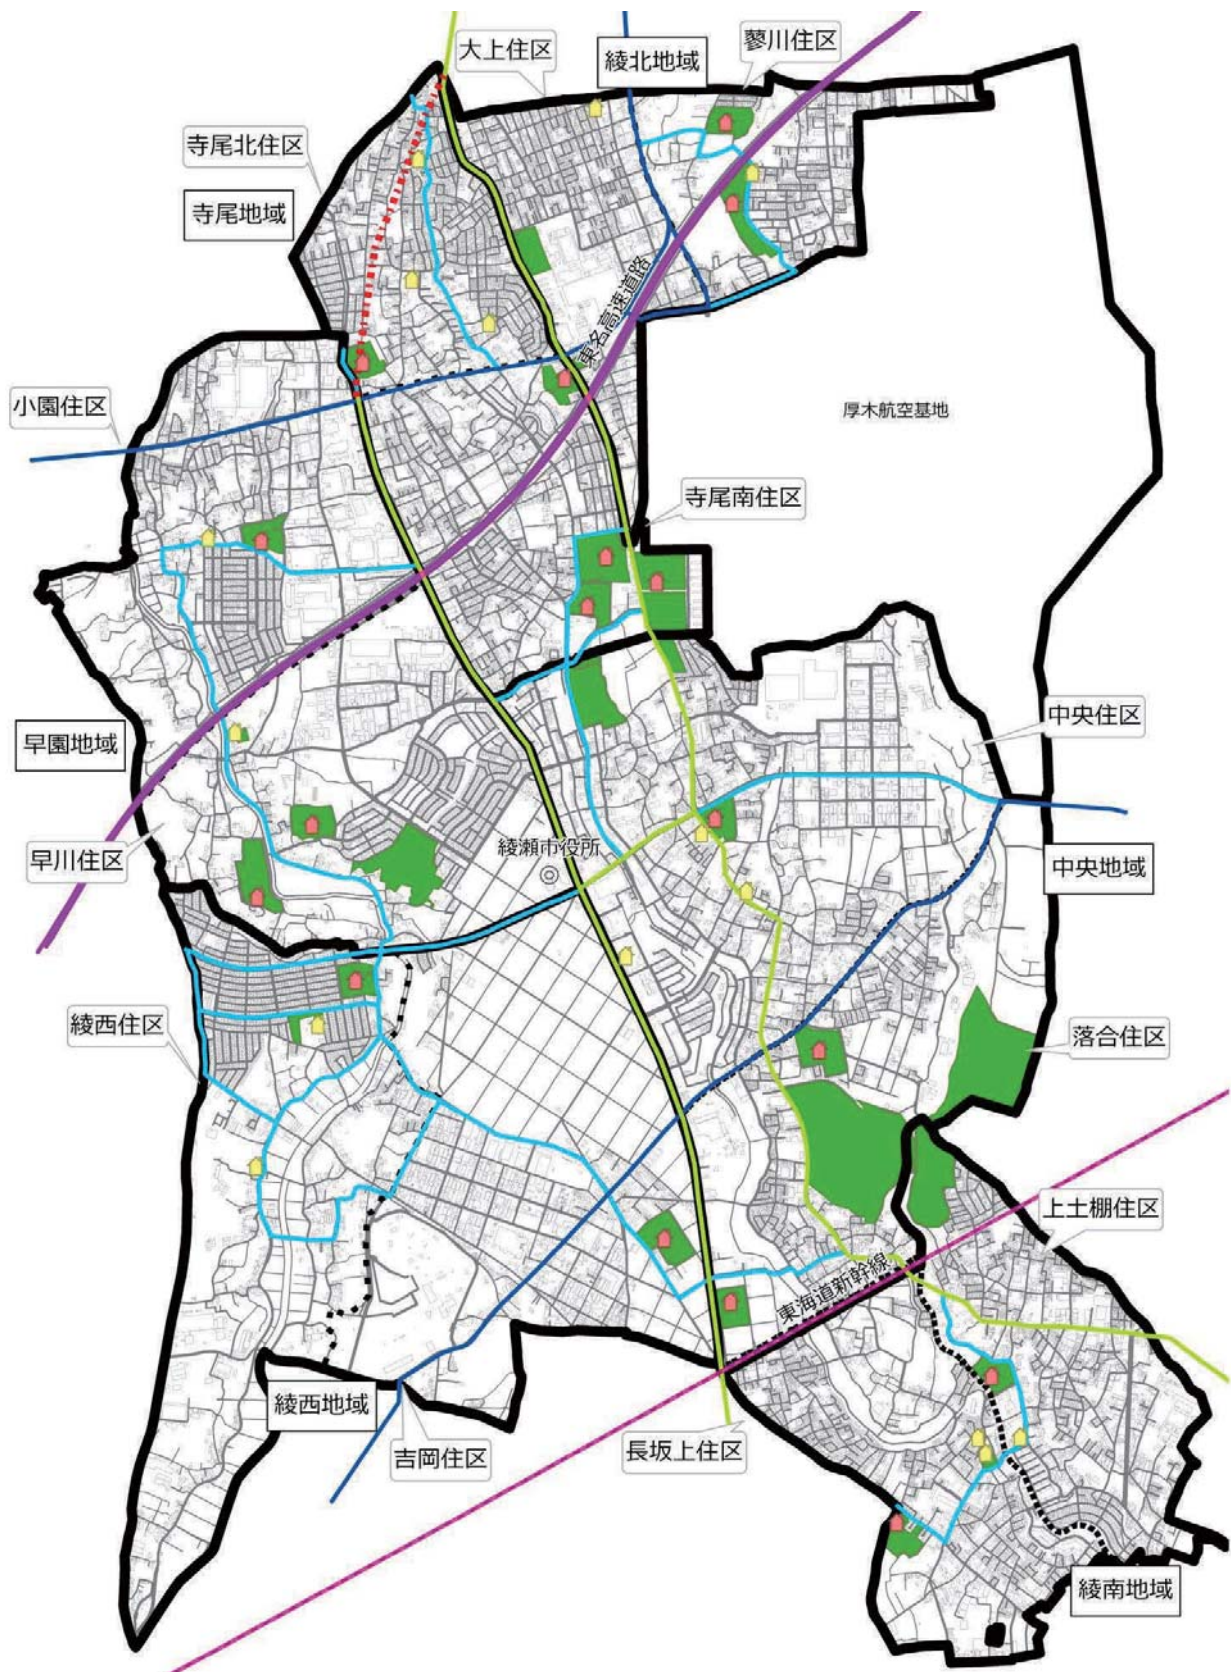 大上住区
綾北地域
蓼川住区
寺尾北住区
寺尾地域
東名高速道路
小園住区
厚木航空基地
寺尾南住区
早園地域
中央住区
早川住区
綾瀬市役所
中央地域
綾西住区
落合住区
上土棚住区
東海道新幹線
綾西地域
吉岡住区
長坂上住区
綾南地域